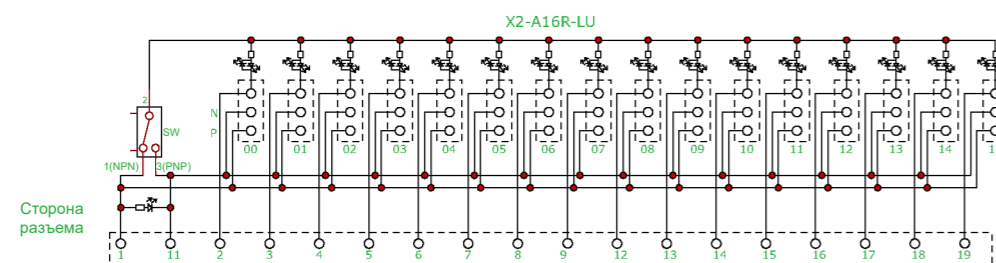 X2-A16R-LU
2
SW
N
P
00 01 02 03 04 05 06 07 08 09 10 11 12 13 14 1
1(NPN) 3(PNP)
Сторона
разъема
1 11 2 3 4 5 6 7 8 9 12 13 14 15 16 17 18 19